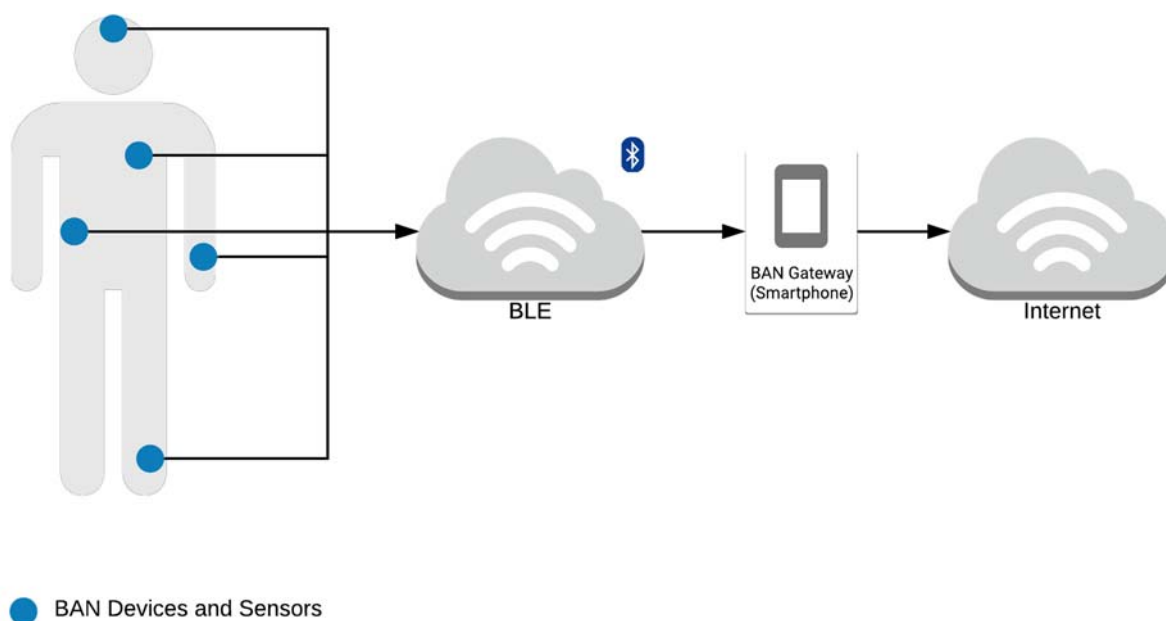 BLE
BAN Gateway
(Smartphone)
Internet
BAN Devices and Sensors